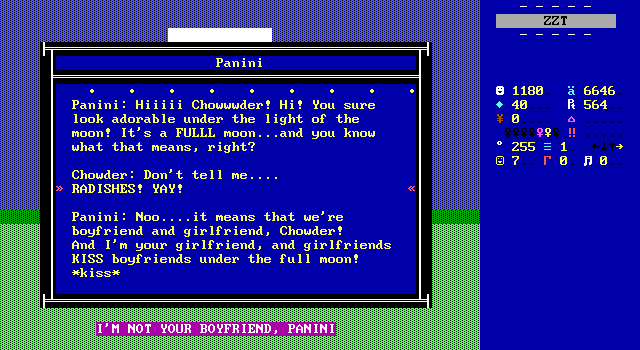 ZZT
Panini
Panini: Hiiiii Chowwwder! Hi! You sure
look adorable under the light of the
moon! It's a FULLL moon...and you know
what that means, right?
Chowder: Don't tell me....
RADISHES! YAY!
Panini: Noo....it means that we're
boyfriend and girlfriend, Chowder!
And I'm your girlfriend, and girlfriends
KISS boyfriends under the full moon!
*kiss*
I'M NOT YOUR BOYFRIEND, PANINI
1180 ä 6646
40 ℞ 564
0
255 1
7 0 0